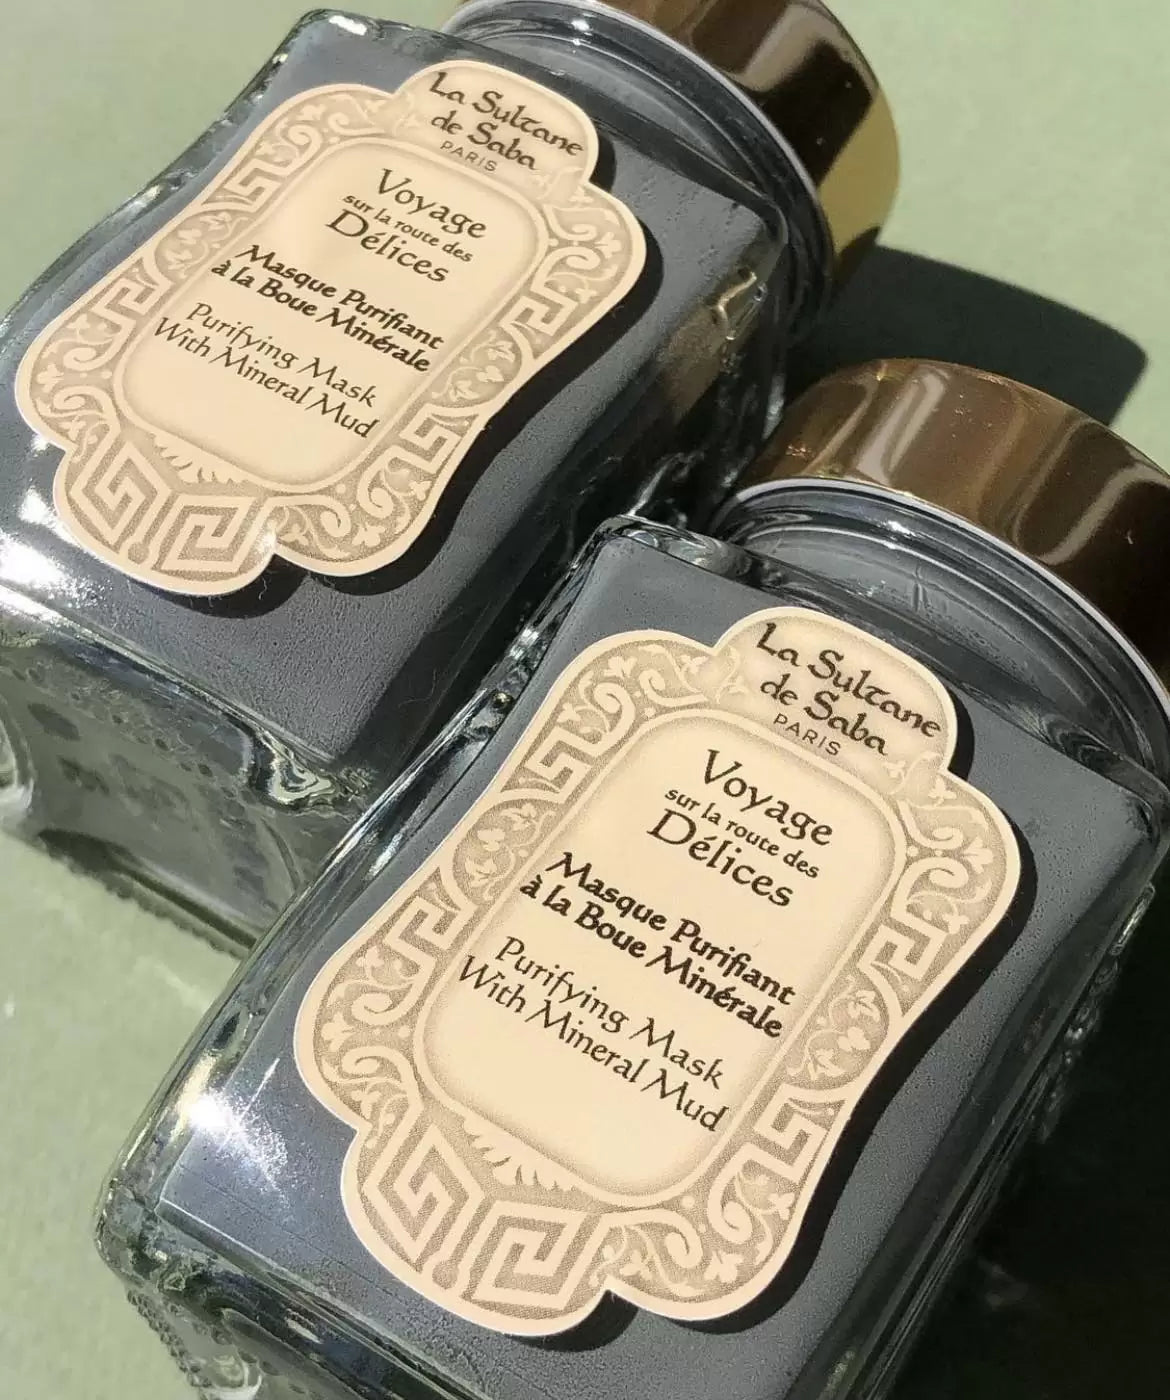 La Sultane
de Saba
PARIS
Voyage
sur la route des
Délices
Masque Purifiant
à la Boue Minérale
Purifying Mask
With Mineral Mud
La Sultane
de Saba
PARIS
Voyage
sur la route des
Délices
Masque Purifiant
à la Boue Minérale
Purifying Mask
With Mineral Mud